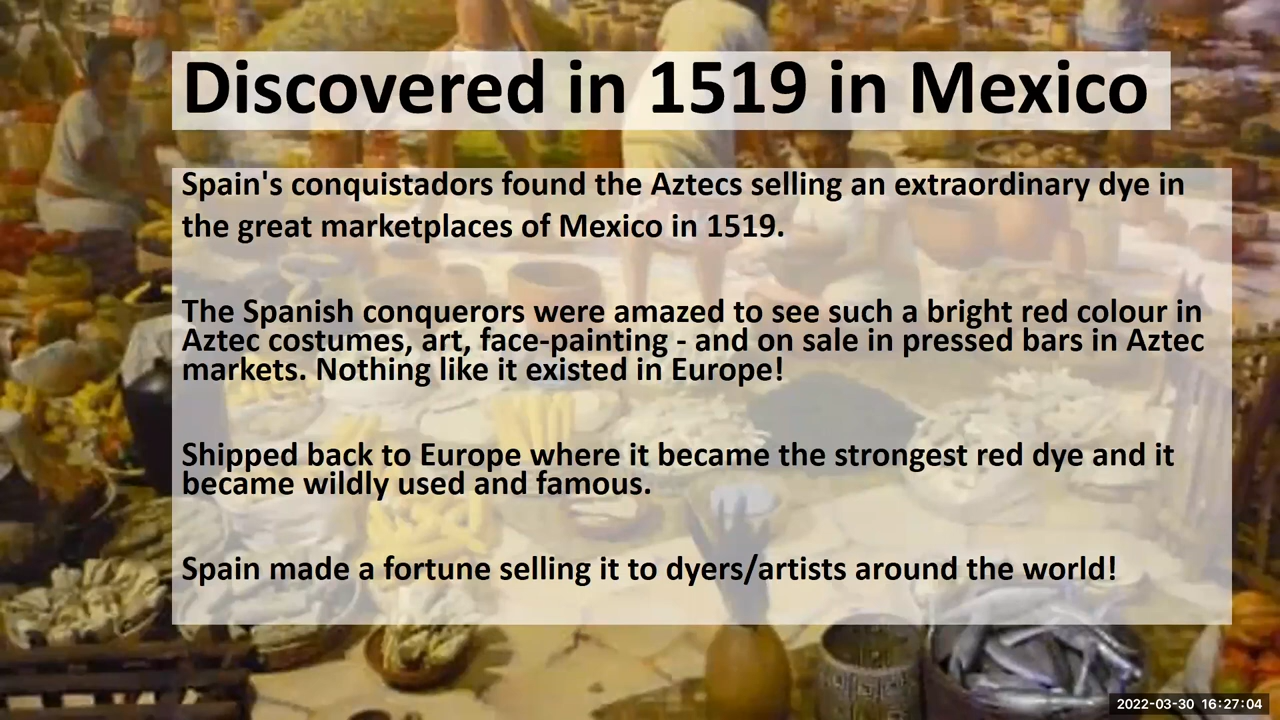 Discovered in 1519 in Mexico
Spain's conquistadors found the Aztecs selling an extraordinary dye in
the great marketplaces of Mexico in 1519.
The Spanish conquerors were amazed to see such a bright red colour in
Aztec costumes, art, face-painting - and on sale in pressed bars in Aztec
markets. Nothing like it existed in Europe!
Shipped back to Europe where it became the strongest red dye and it
became wildly used and famous.
Spain made a fortune selling it to dyers/artists around the world!
2022-03-30 16:27:04